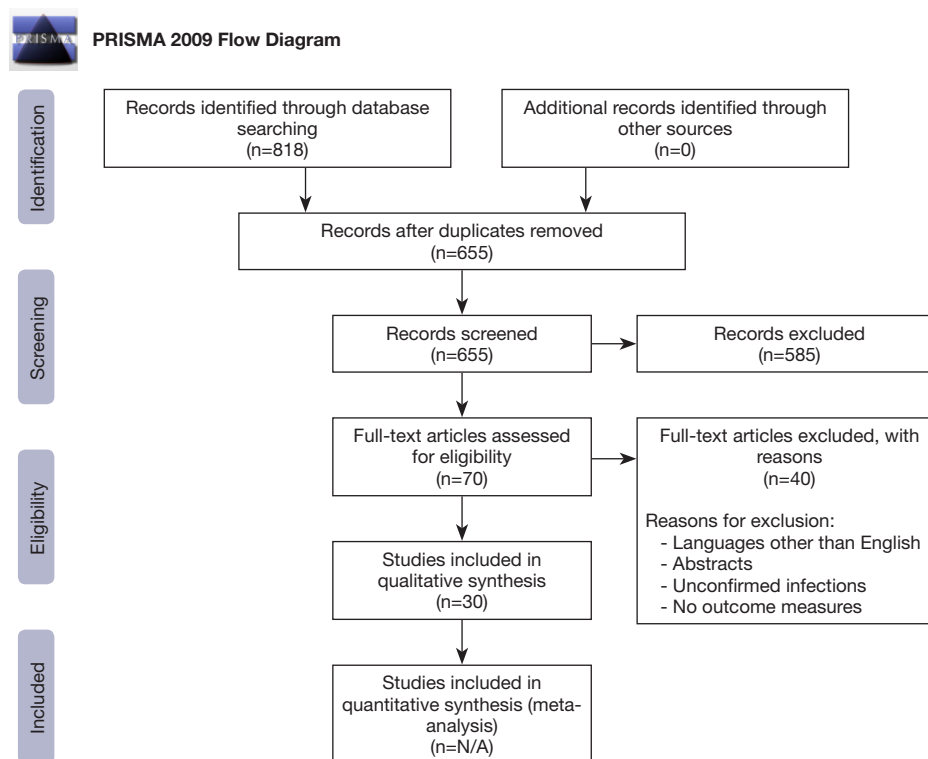 PRISMA
PRISMA 2009 Flow Diagram
Identification
Records identified through database
searching
(n=818)
Additional records identified through
other sources
(n=0)
Records after duplicates removed
(n=655)
Screening
Records screened
(n=655)
Records excluded
(n=585)
Eligibility
Full-text articles assessed
for eligibility
(n=70)
Full-text articles excluded, with
reasons
(n=40)
Reasons for exclusion:
- Languages other than English
- Abstracts
- Unconfirmed infections
- No outcome measures
Studies included in
qualitative synthesis
(n=30)
Included
Studies included in
quantitative synthesis (meta-
analysis)
(n=N/A)